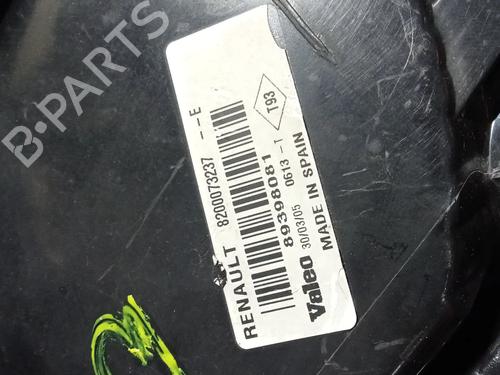 B-PARTS
RENAULT 8200073237 --E
89398081
Valeo 30/03/05 0613-T
MADE IN SPAIN
T93